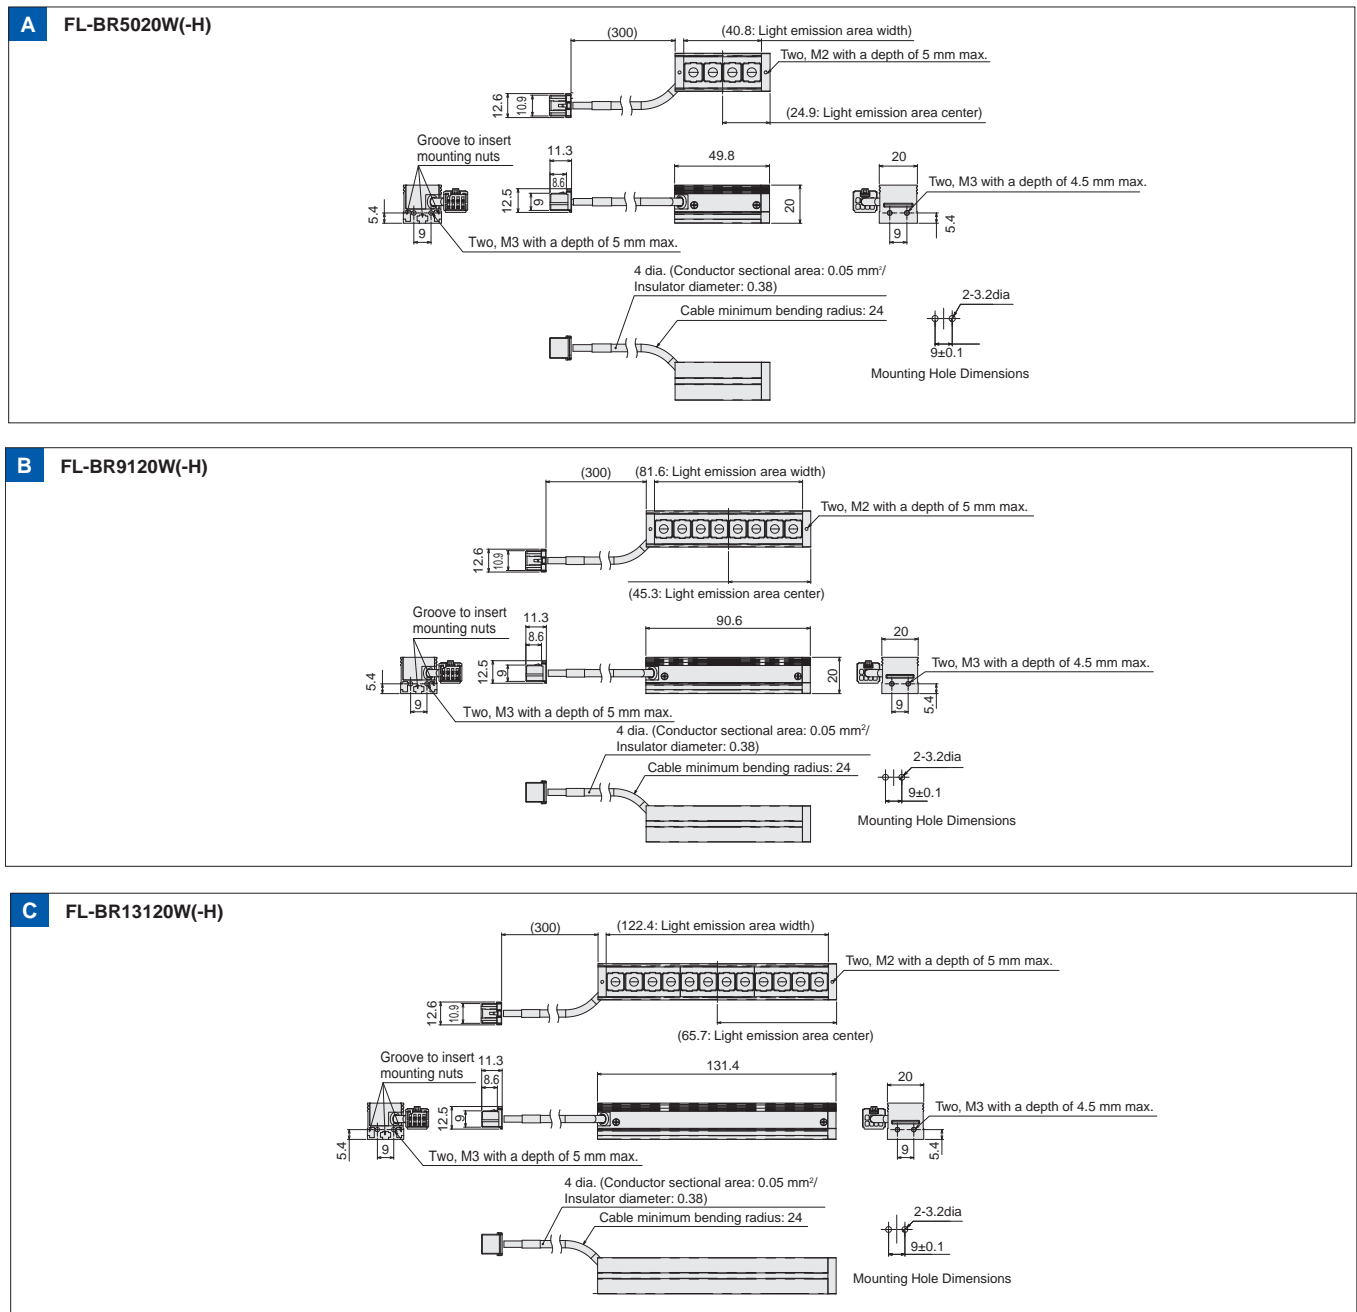 A FL-BR5020W(-H)
(300)
(40.8: Light emission area width)
Two, M2 with a depth of 5 mm max.
12.6
10.9
(24.9: Light emission area center)
Groove to insert
mounting nuts
11.3
8.6
49.8
20
12.5
9
20
Two, M3 with a depth of 4.5 mm max.
5.4
9
9
5.4
Two, M3 with a depth of 5 mm max.
4 dia. (Conductor sectional area: 0.05 mm²/
Insulator diameter: 0.38)
Cable minimum bending radius: 24
2-3.2dia
9±0.1
Mounting Hole Dimensions
B FL-BR9120W(-H)
(300)
(81.6: Light emission area width)
Two, M2 with a depth of 5 mm max.
12.6
10.9
(45.3: Light emission area center)
Groove to insert
mounting nuts
11.3
8.6
90.6
20
12.5
9
20
Two, M3 with a depth of 4.5 mm max.
5.4
9
9
5.4
Two, M3 with a depth of 5 mm max.
4 dia. (Conductor sectional area: 0.05 mm²/
Insulator diameter: 0.38)
Cable minimum bending radius: 24
2-3.2dia
9±0.1
Mounting Hole Dimensions
C FL-BR13120W(-H)
(300)
(122.4: Light emission area width)
Two, M2 with a depth of 5 mm max.
12.6
10.9
(65.7: Light emission area center)
Groove to insert
mounting nuts
11.3
8.6
131.4
20
12.5
9
Two, M3 with a depth of 4.5 mm max.
5.4
9
9
5.4
Two, M3 with a depth of 5 mm max.
4 dia. (Conductor sectional area: 0.05 mm²/
Insulator diameter: 0.38)
Cable minimum bending radius: 24
2-3.2dia
9±0.1
Mounting Hole Dimensions